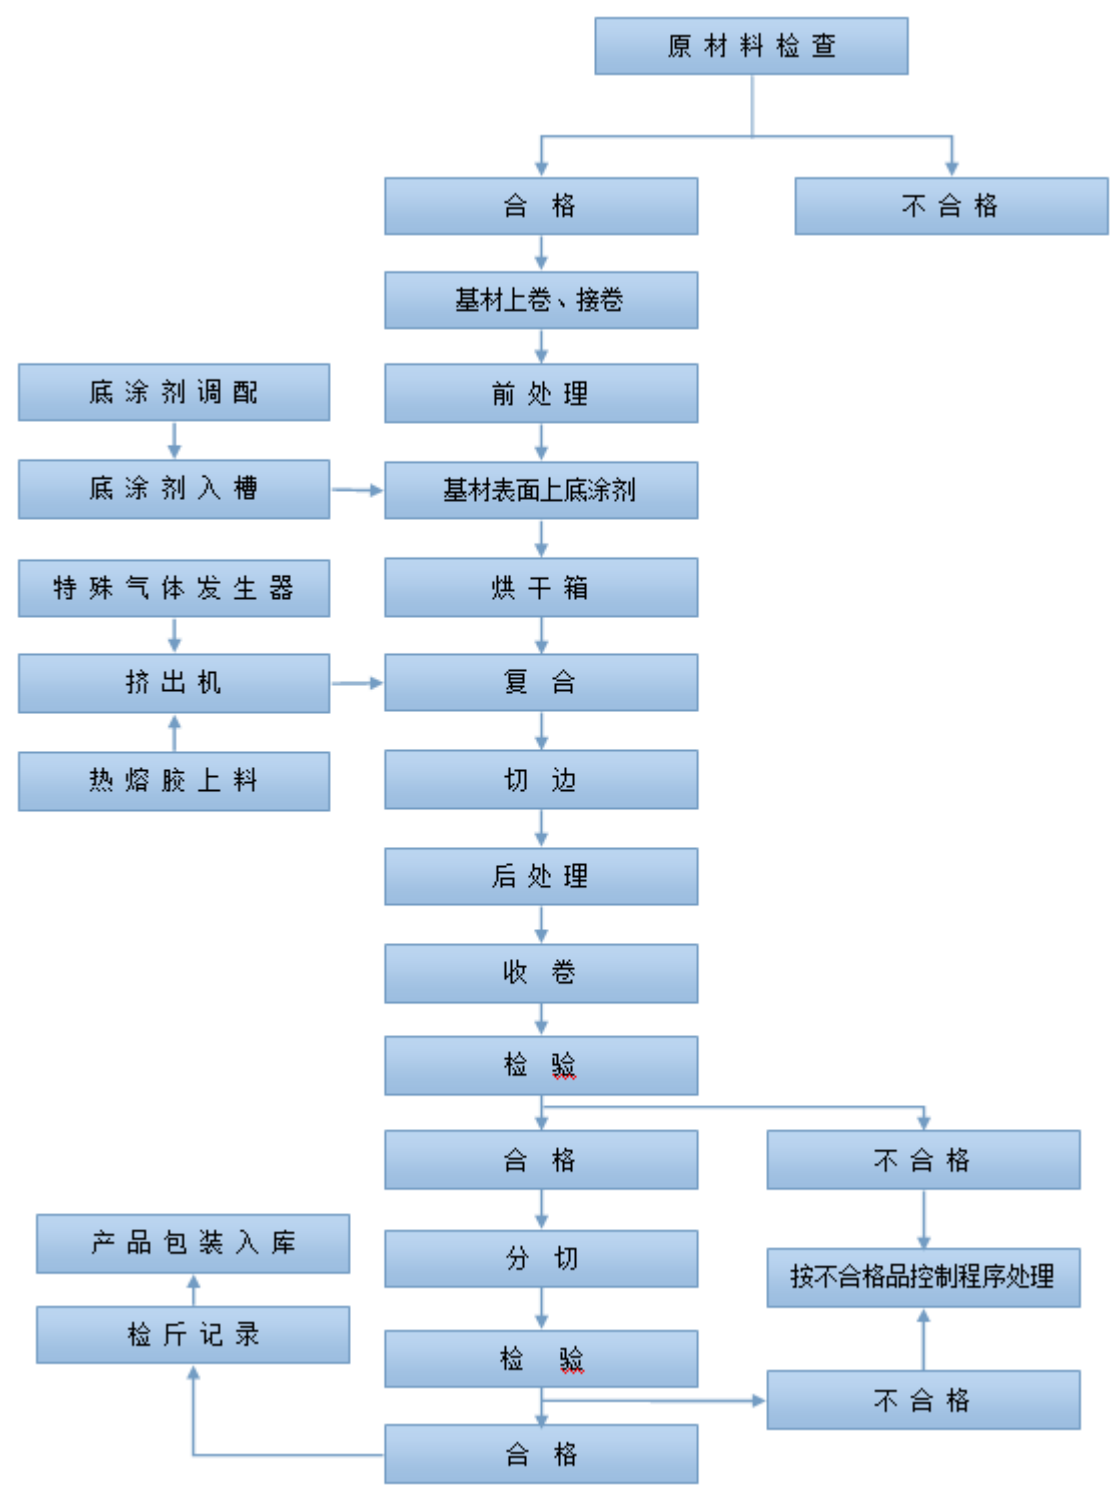 原材料检查
合格
不合格
基材上卷、接卷
底涂剂调配
前处理
底涂剂入槽
基材表面上底涂剂
特殊气体发生器
烘干箱
挤出机
复合
热熔胶上料
切边
后处理
收卷
检验
合格
不合格
产品包装入库
分切
按不合格品控制程序处理
检斤记录
检验
不合格
合格